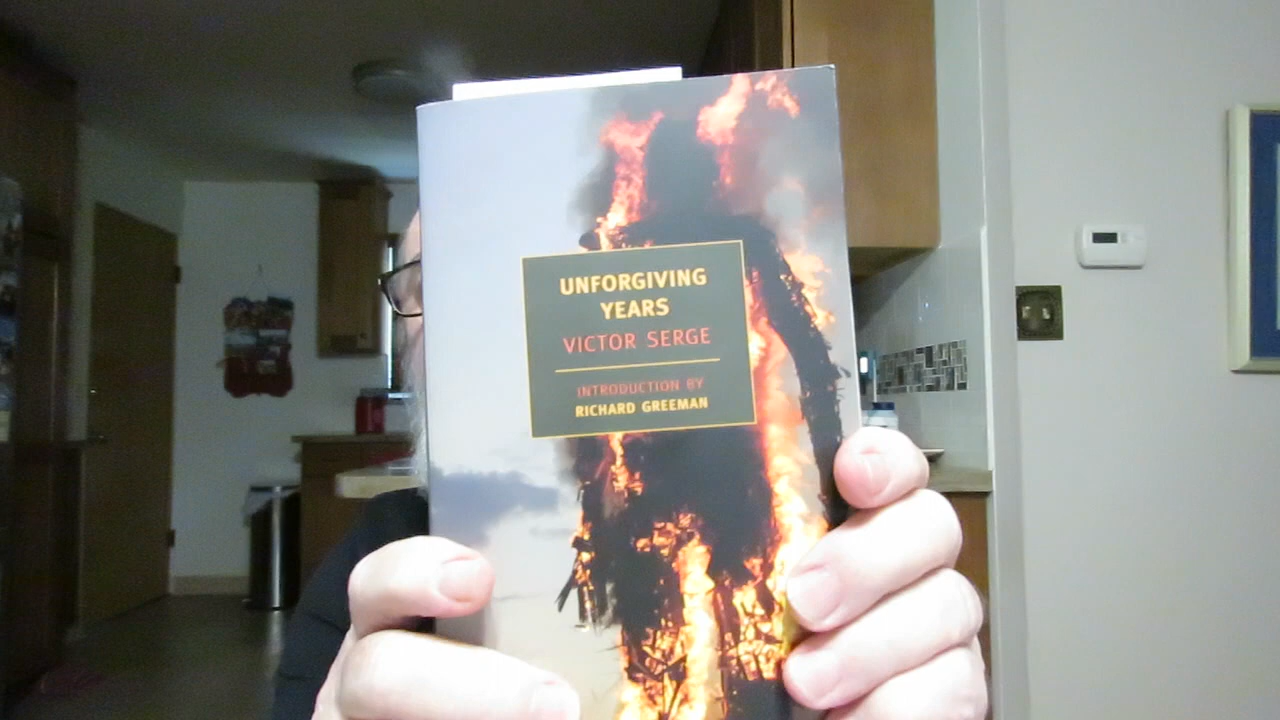 UNFORGIVING
YEARS
VICTOR SERGE
INTRODUCTION BY
RICHARD GREEMAN